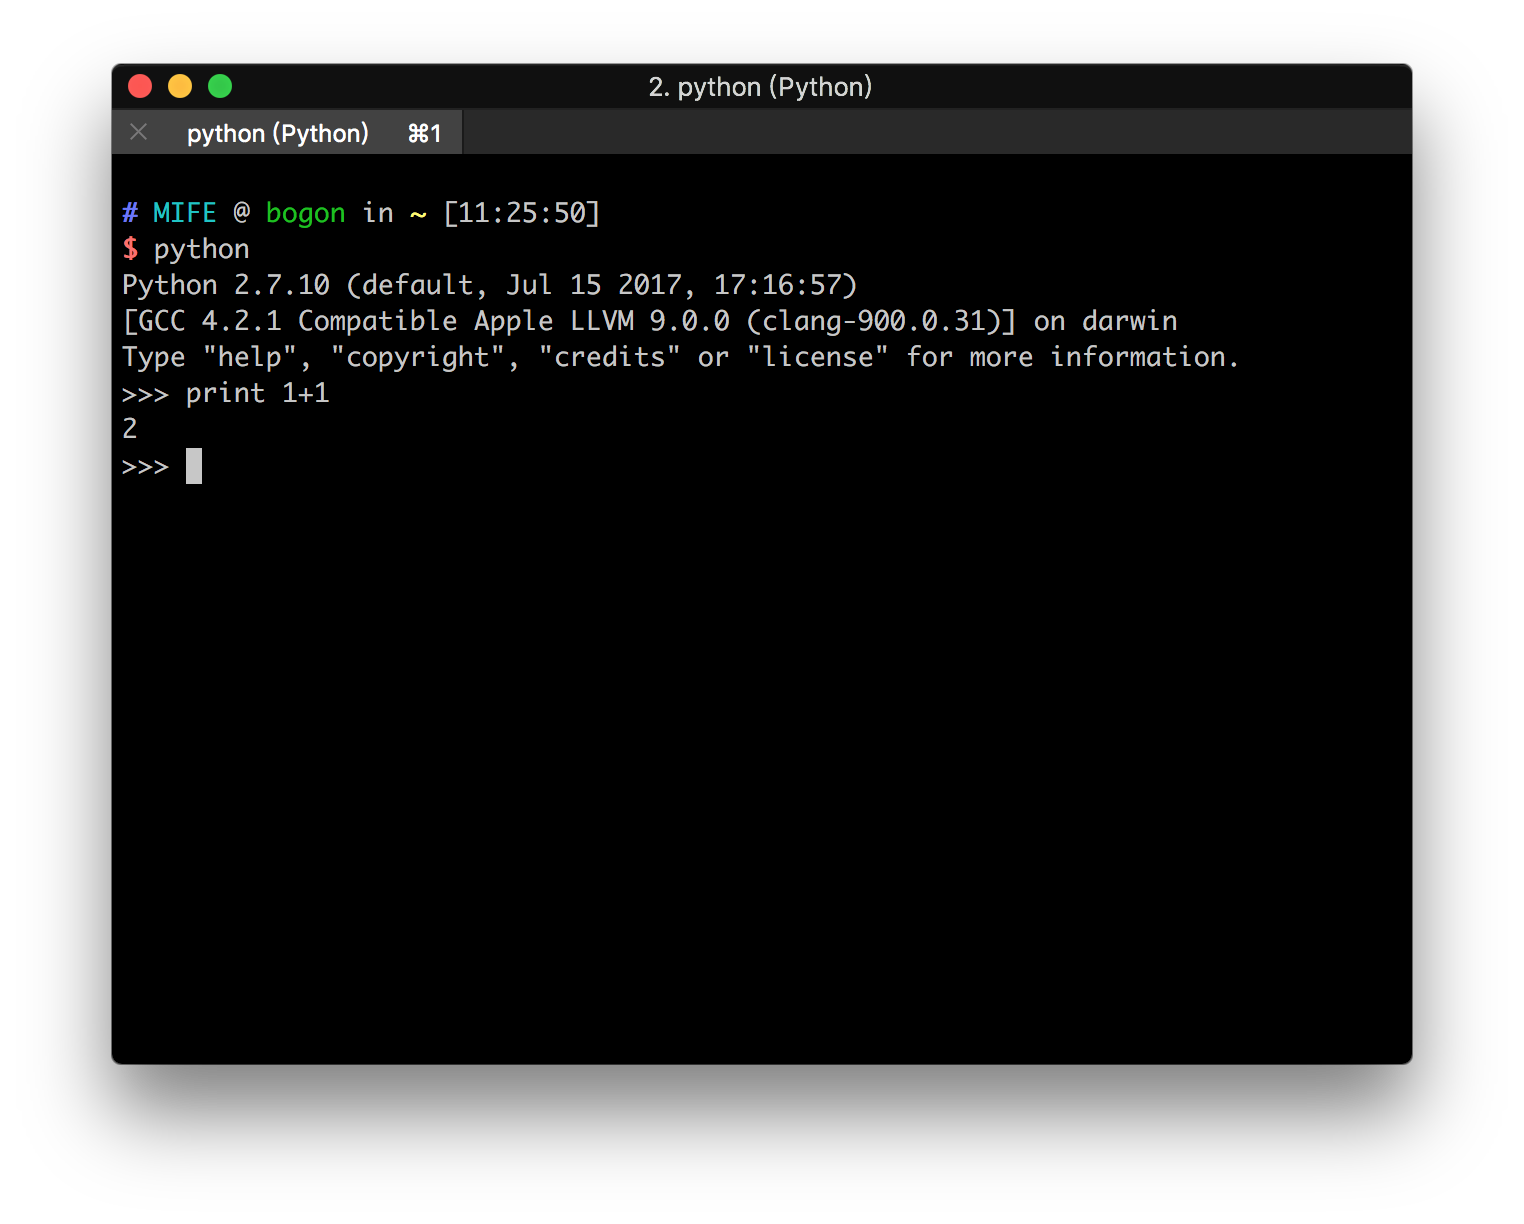 2. python (Python)
python (Python) ⌘1
# MIFE @ bogon in ~ [11:25:50]
$ python
Python 2.7.10 (default, Jul 15 2017, 17:16:57)
[GCC 4.2.1 Compatible Apple LLVM 9.0.0 (clang-900.0.31)] on darwin
Type "help", "copyright", "credits" or "license" for more information.
>>> print 1+1
2
>>>